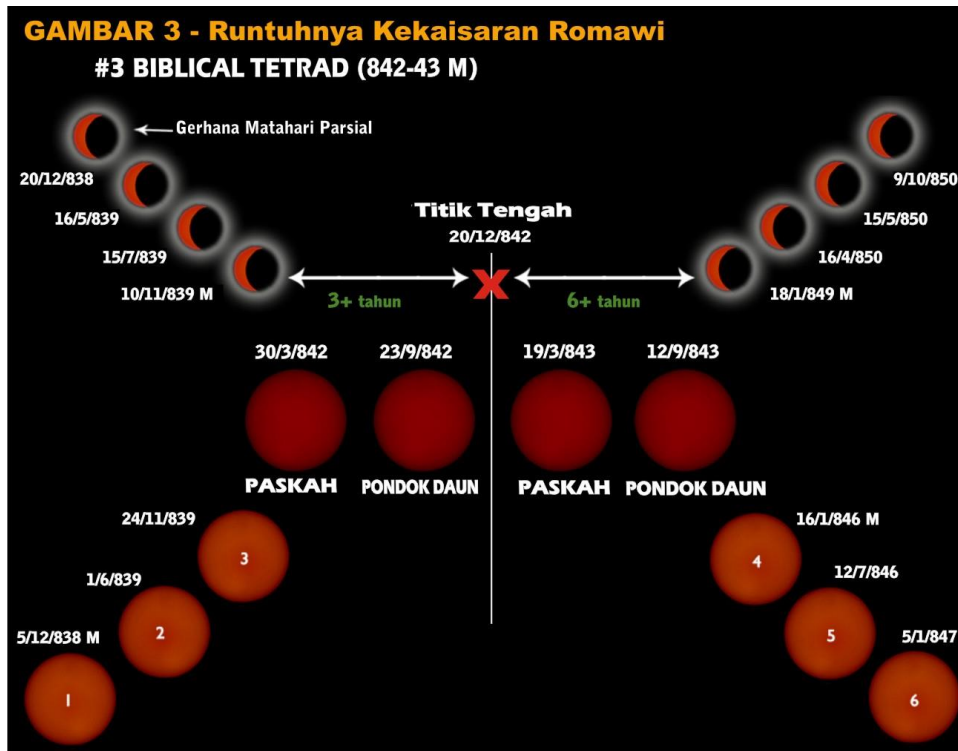 GAMBAR 3 - Runtuhnya Kekaisaran Romawi
#3 BIBLICAL TETRAD (842-43 M)
Gerhana Matahari Parsial
20/12/838
16/5/839
15/7/839
10/11/839 M
Titik Tengah
20/12/842
X
3+ tahun
6+ tahun
9/10/850
15/5/850
16/4/850
18/1/849 M
30/3/842
23/9/842
19/3/843
12/9/843
PASKAH
PONDOK DAUN
PASKAH
PONDOK DAUN
24/11/839
3
1/6/839
2
5/12/838 M
1
16/1/846 M
4
12/7/846
5
5/1/847
6